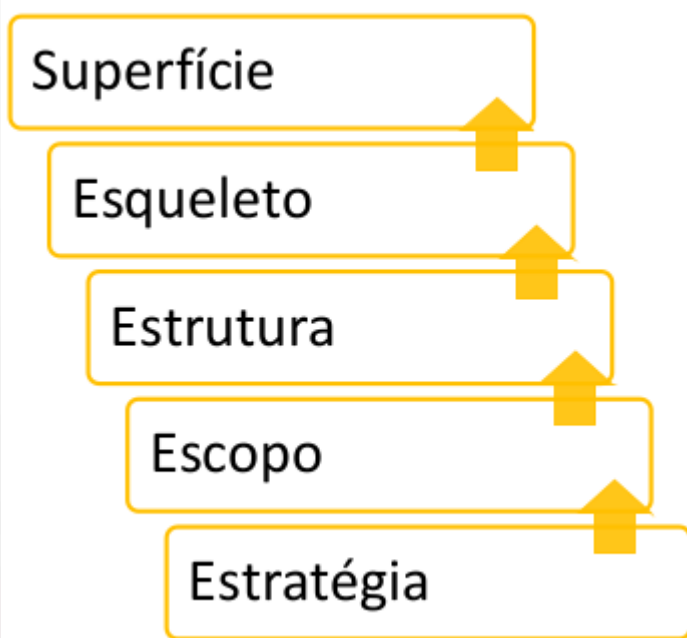 Superfície
Esqueleto
Estrutura
Escopo
Estratégia